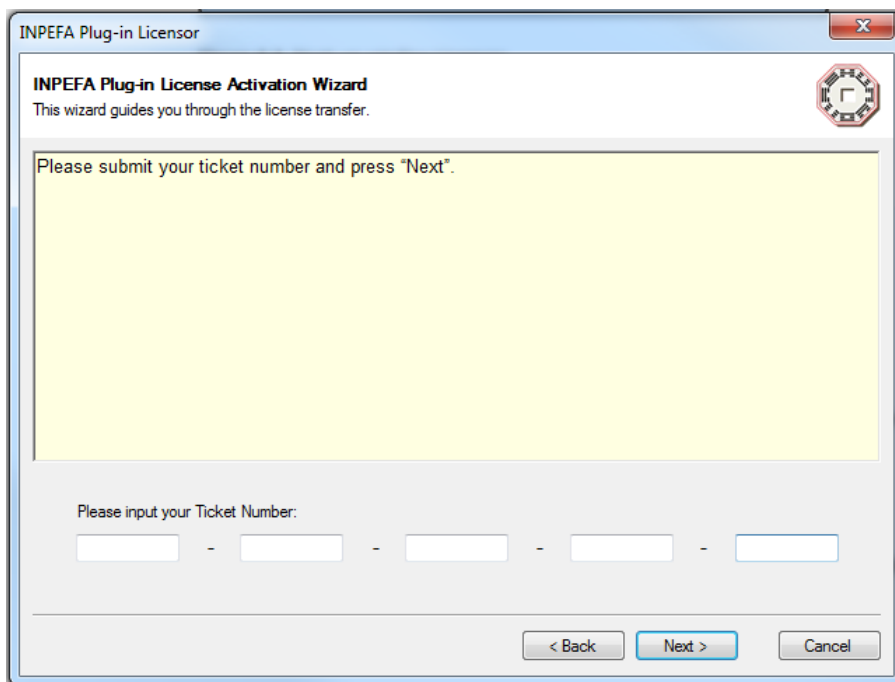 INPEFA Plug-in Licensor
INPEFA Plug-in License Activation Wizard
This wizard guides you through the license transfer.
Please submit your ticket number and press “Next”.
Please input your Ticket Number:
- - - -
< Back Next > Cancel